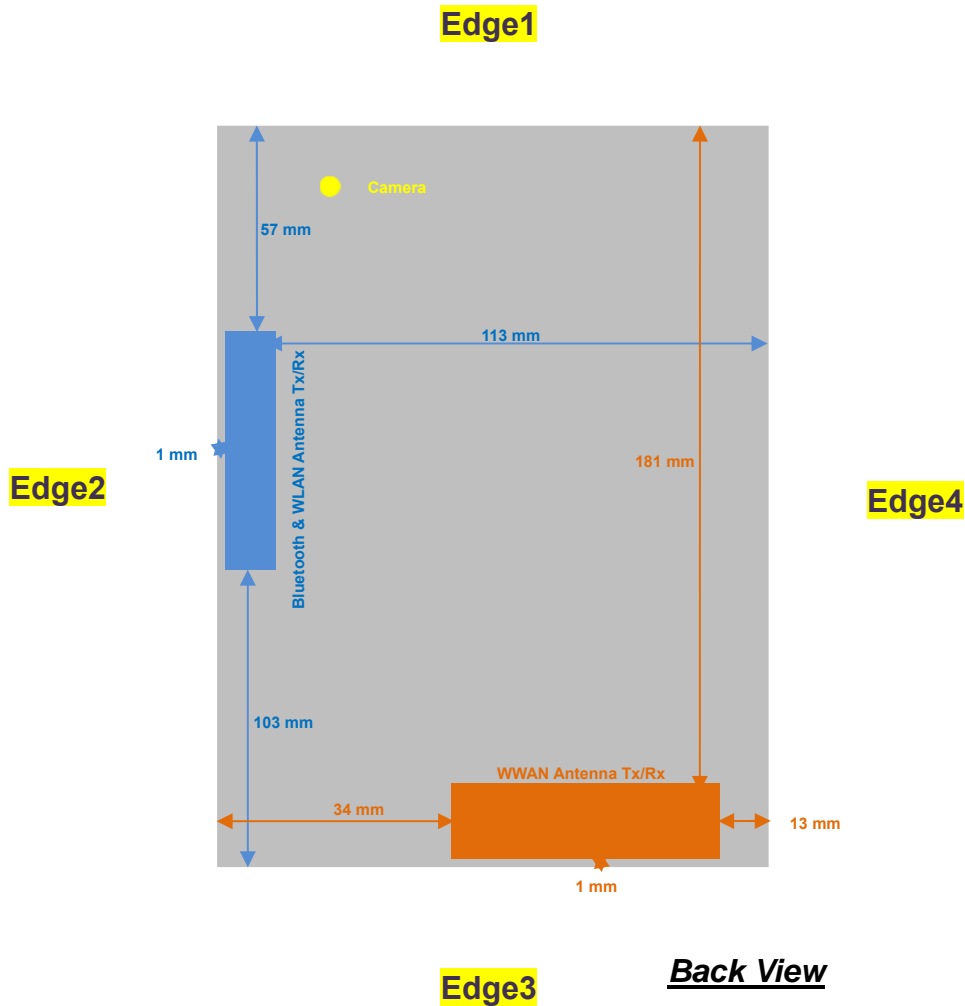 Edge1
Camera
57 mm
113 mm
Bluetooth & WLAN Antenna Tx/Rx
1 mm
181 mm
Edge2
Edge4
103 mm
WWAN Antenna Tx/Rx
34 mm
13 mm
1 mm
Back View
Edge3